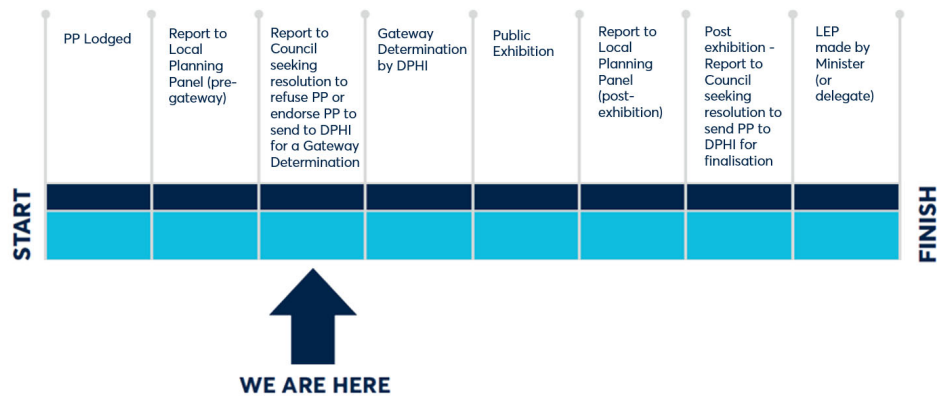 PP Lodged
Report to
Local
Planning
Panel (pre-
gateway)
Report to
Council
seeking
resolution to
refuse PP or
endorse PP to
send to DPHI
for a Gateway
Determination
Gateway
Determination
by DPHI
Public
Exhibition
Report to
Local
Planning
Panel
(post-
exhibition)
Post
exhibition -
Report to
Council
seeking
resolution to
send PP to
DPHI for
finalisation
LEP
made by
Minister
(or
delegate)
START
FINISH
WE ARE HERE